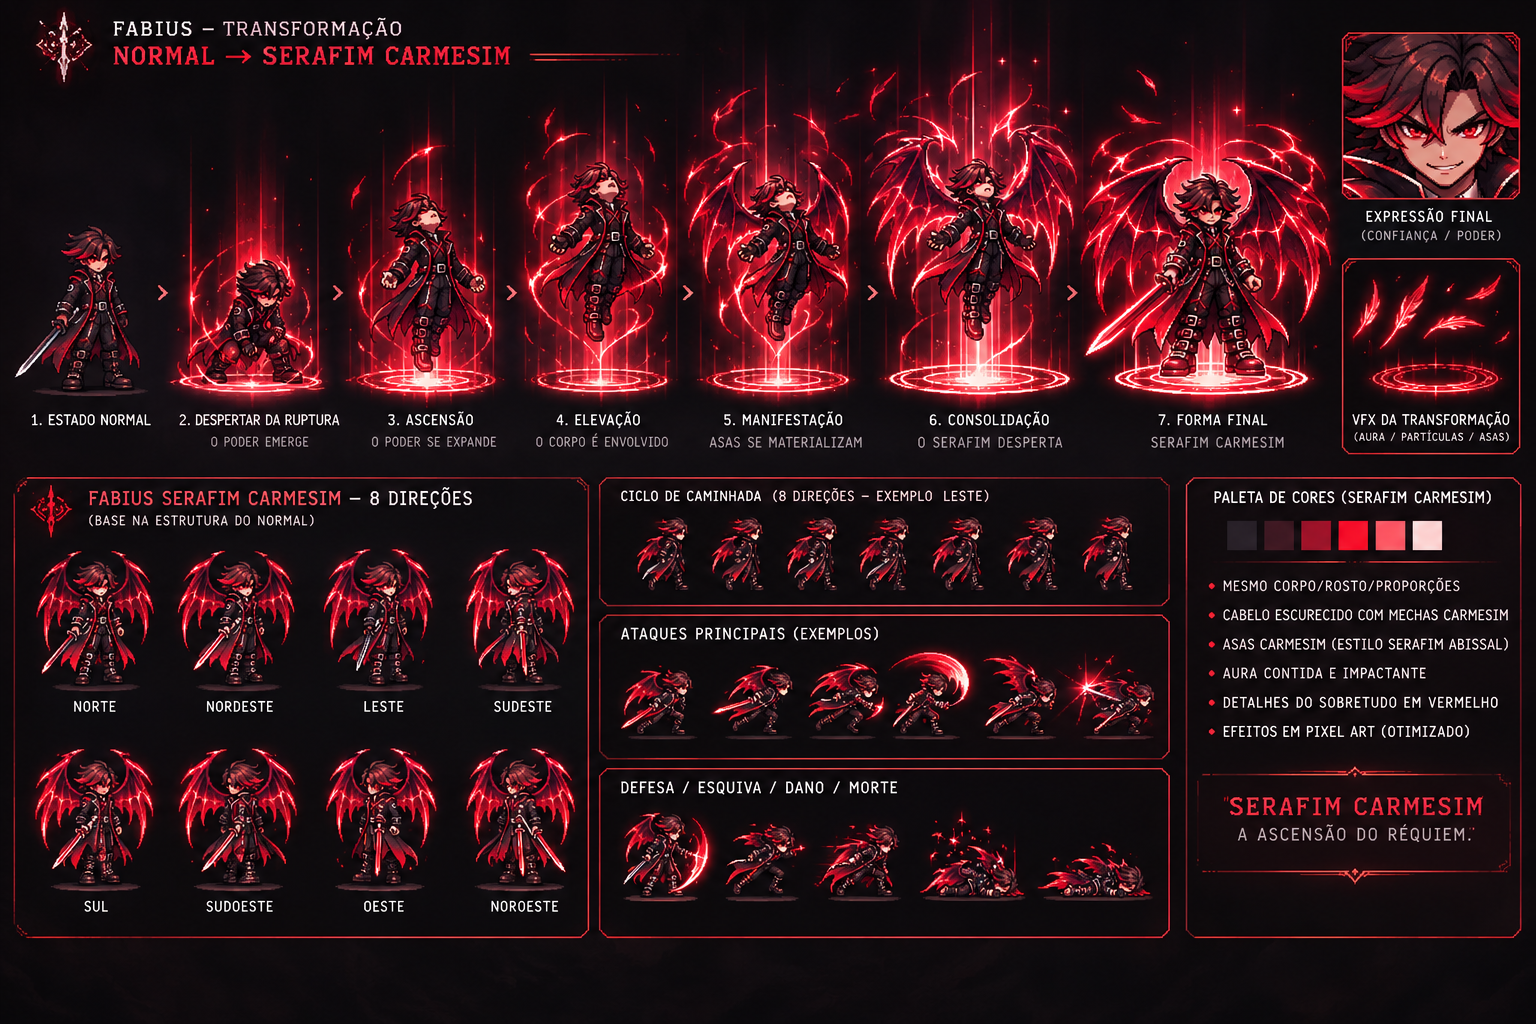 FABIUS – TRANSFORMAÇÃO
NORMAL → SERAFIM CARMESIM
1. ESTADO NORMAL
2. DESPERTAR DA RUPTURA
O PODER EMERGE
3. ASCENSÃO
O PODER SE EXPANDE
4. ELEVAÇÃO
O CORPO É ENVOLVIDO
5. MANIFESTAÇÃO
ASAS SE MATERIALIZAM
6. CONSOLIDAÇÃO
O SERAFIM DESPERTA
7. FORMA FINAL
SERAFIM CARMESIM
EXPRESSÃO FINAL
(CONFIANÇA / PODER)
VFX DA TRANSFORMAÇÃO
(AURA / PARTÍCULAS / ASAS)
FABIUS SERAFIM CARMESIM – 8 DIREÇÕES
(BASE NA ESTRUTURA DO NORMAL)
NORTE
NORDESTE
LESTE
SUDESTE
SUL
SUDOESTE
OESTE
NOROESTE
CICLO DE CAMINHADA (8 DIREÇÕES – EXEMPLO LESTE)
ATAQUES PRINCIPAIS (EXEMPLOS)
DEFESA / ESQUIVA / DANO / MORTE
PALETA DE CORES (SERAFIM CARMESIM)
• MESMO CORPO/ROSTO/PROPORÇÕES
• CABELO ESCURECIDO COM MECHAS CARMESIM
• ASAS CARMESIM (ESTILO SERAFIM ABISSAL)
• AURA CONTIDA E IMPACTANTE
• DETALHES DO SOBRETUDO EM VERMELHO
• EFEITOS EM PIXEL ART (OTIMIZADO)
"SERAFIM CARMESIM
A ASCENSÃO DO RÉQUIEM."